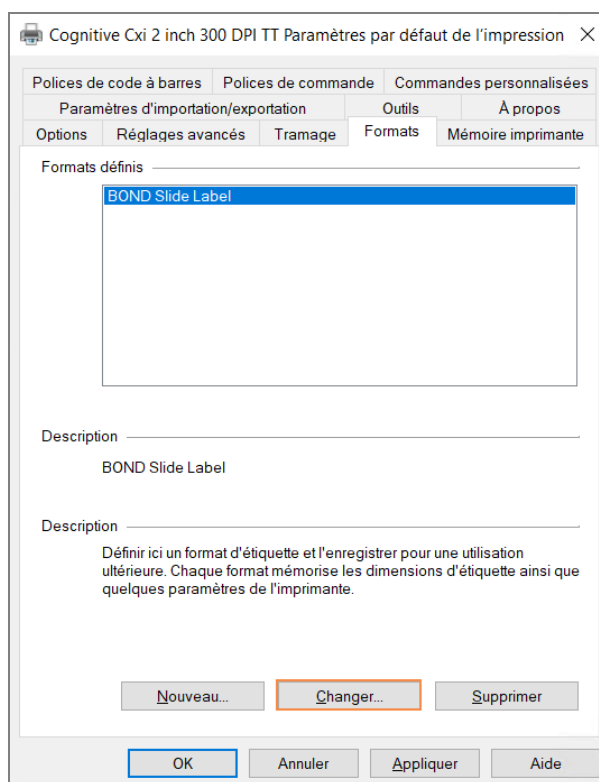 Cognitive Cxi 2 inch 300 DPI TT Paramètres par défaut de l’impression
Polices de code à barres Polices de commande Commandes personnalisées
Paramètres d'importation/exportation Outils À propos
Options Réglages avancés Tramage Formats Mémoire imprimante
Formats définis
BOND Slide Label
Description
BOND Slide Label
Description
Définir ici un format d'étiquette et l'enregistrer pour une utilisation
ultérieure. Chaque format mémorise les dimensions d'étiquette ainsi que
quelques paramètres de l'imprimante.
Nouveau... Changer... Supprimer
OK Annuler Appliquer Aide